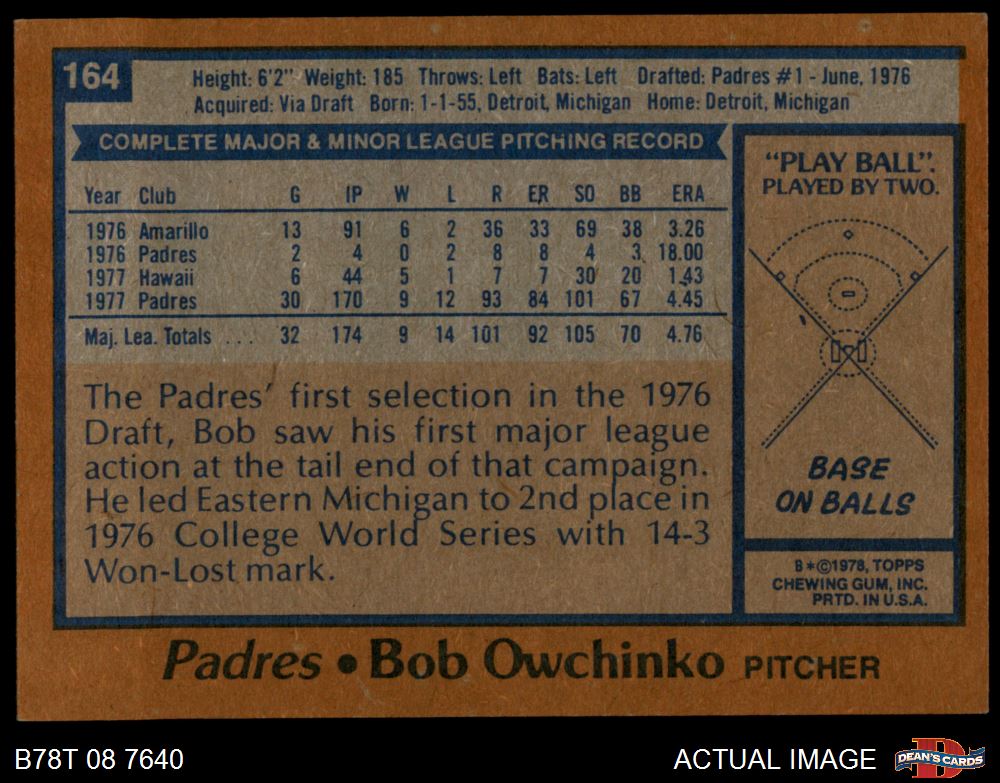 164
Height: 6'2" Weight: 185 Throws: Left Bats: Left Drafted: Padres #1 - June, 1976
Acquired: Via Draft Born: 1-1-55, Detroit, Michigan Home: Detroit, Michigan
COMPLETE MAJOR & MINOR LEAGUE PITCHING RECORD
Year Club G IP W L R ER SO BB ERA
1976 Amarillo 13 91 6 2 36 33 69 38 3.26
1976 Padres 2 4 0 2 8 8 4 3 18.00
1977 Hawaii 6 44 5 1 7 7 30 20 1.43
1977 Padres 30 170 9 12 93 84 101 67 4.45
Maj. Lea. Totals ... 32 174 9 14 101 92 105 70 4.76
The Padres' first selection in the 1976
Draft, Bob saw his first major league
action at the tail end of that campaign.
He led Eastern Michigan to 2nd place in
1976 College World Series with 14-3
Won-Lost mark.
"PLAY BALL".
PLAYED BY TWO.
BASE
ON BALLS
B*©1978, TOPPS
CHEWING GUM, INC.
PRTD. IN U.S.A.
Padres • Bob Owchinko PITCHER
B78T 08 7640
ACTUAL IMAGE
D
DEAN'S CARDS